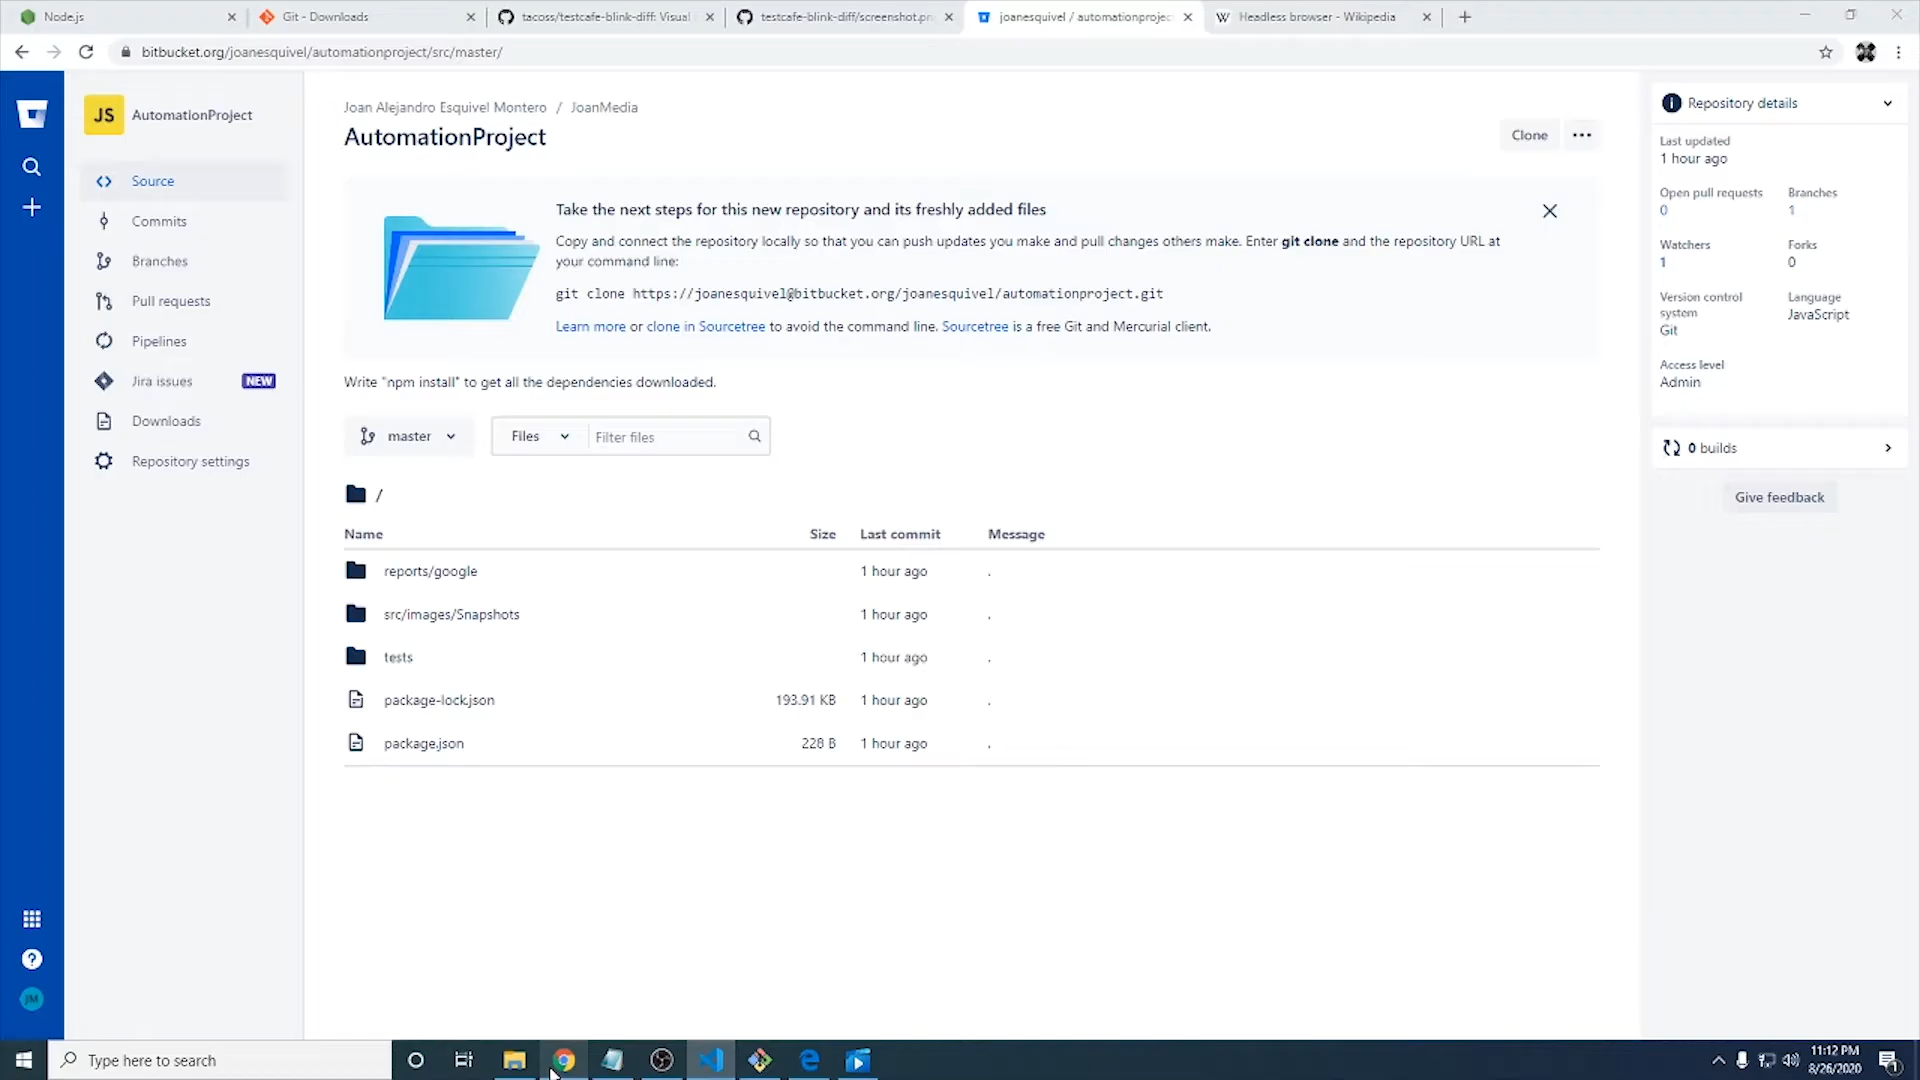 Node.js
Git - Downloads
tacoss/testcafe-blink-diff: Visual
testcafe-blink-diff/screenshot.pn
joanesquivel / automationprojec
W Headless browser - Wikipedia
bitbucket.org/joanesquivel/automationproject/src/master/
JS AutomationProject
Source
Commits
Branches
Pull requests
Pipelines
Jira issues NEW
Downloads
Repository settings
JM
Joan Alejandro Esquivel Montero / JoanMedia
AutomationProject
Clone
Take the next steps for this new repository and its freshly added files
Copy and connect the repository locally so that you can push updates you make and pull changes others make. Enter git clone and the repository URL at
your command line:
git clone https://joanesquivel@bitbucket.org/joanesquivel/automationproject.git
Learn more or clone in Sourcetree to avoid the command line. Sourcetree is a free Git and Mercurial client.
Write "npm install" to get all the dependencies downloaded.
master Files Filter files
/
Name Size Last commit Message
reports/google 1 hour ago .
src/images/Snapshots 1 hour ago .
tests 1 hour ago .
package-lock.json 193.91 KB 1 hour ago .
package.json 228 B 1 hour ago .
Repository details
Last updated
1 hour ago
Open pull requests Branches
0 1
Watchers Forks
1 0
Version control Language
system JavaScript
Git
Access level
Admin
0 builds
Give feedback
Type here to search
11:12 PM
8/26/2020
1